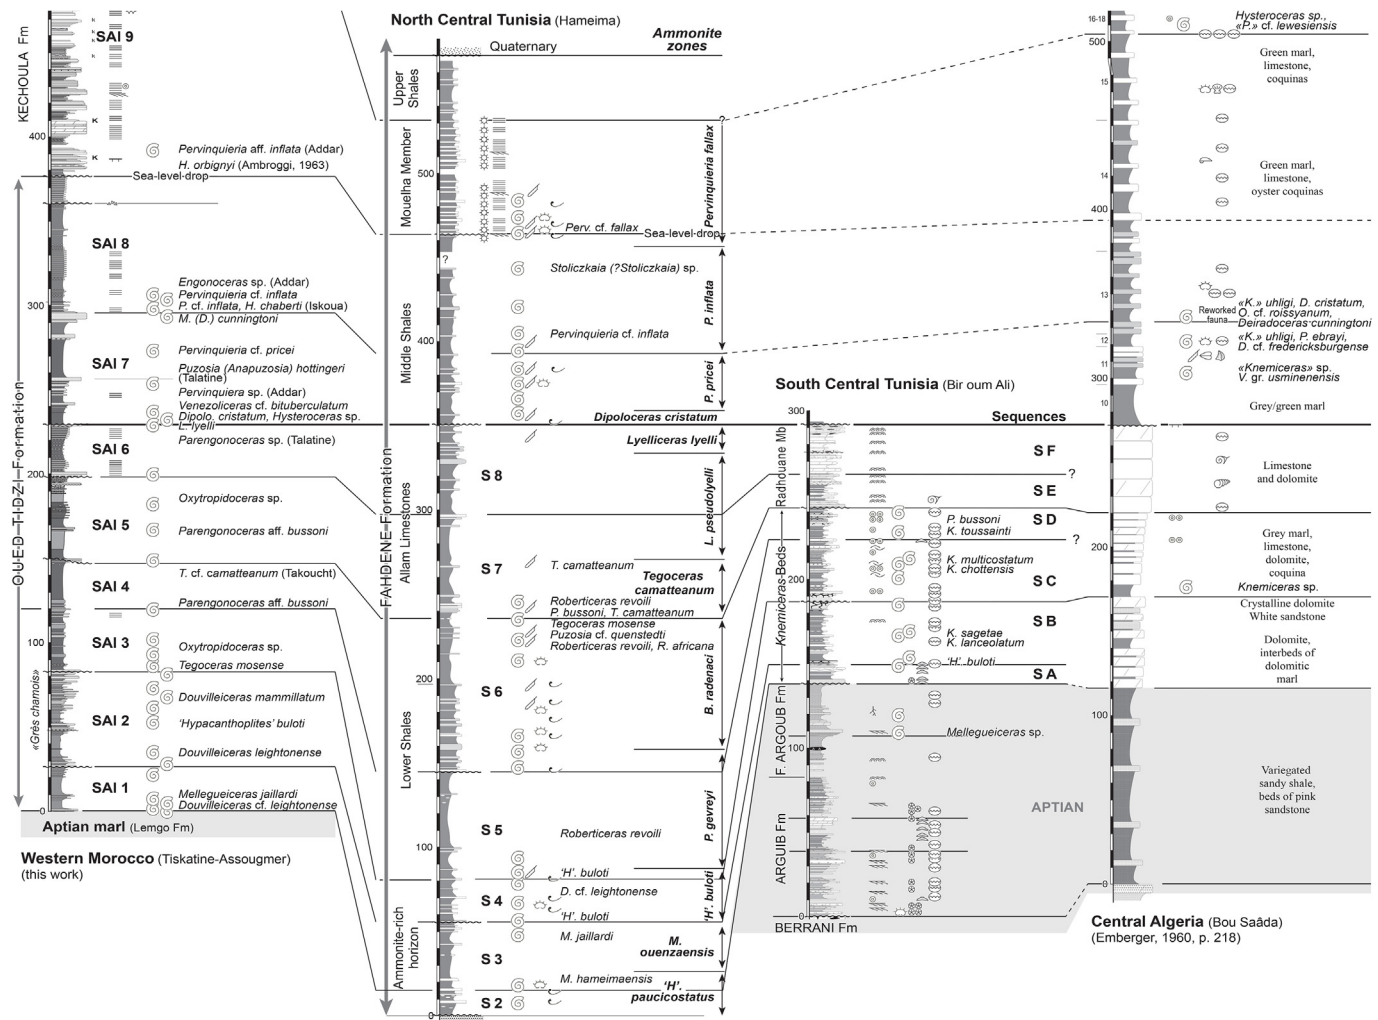 KECHOULA Fm
SAI 9
K
400
K
Pervinquieria aff. inflata (Addar)
H. orbignyi (Ambroggi, 1963)
Sea-level-drop
OUED TIDZI Formation
SAI 8
Engonoceras sp. (Addar)
Pervinquieria cf. inflata
P. cf. inflata, H. chaberti (Iskoua)
300
M. (D.) cunningtoni
Pervinquieria cf. pricei
SAI 7
Puzosia (Anapuzosia) hottingeri
(Talatine)
Pervinquiera sp. (Addar)
Venezoliceras cf. bituberculatum
Dipolo. cristatum, Hysteroceras sp.
L. lyelli
Parengonoceras sp. (Talatine)
SAI 6
200
Oxytropidoceras sp.
SAI 5
Parengonoceras aff. bussoni
T. cf. camatteanum (Takoucht)
SAI 4
Parengonoceras aff. bussoni
100
SAI 3
Oxytropidoceras sp.
Tegoceras mosense
«Grès chamois»
Douvilleiceras mammillatum
SAI 2
‘Hypacanthoplites’ buloti
Douvilleiceras leightonense
SAI 1
Mellegueiceras jaillardi
Douvilleiceras cf. leightonense
0
Aptian marl (Lemgo Fm)
Western Morocco (Tiskatine-Assougmer)
(this work)
North Central Tunisia (Hameima)
Quaternary
Ammonite
zones
FAHDENE Formation
Upper
Shales
Mouelha Member
500
Pervinquieria fallax
?
Perv. cf. fallax
Sea-level-drop
?
Stoliczkaia (?Stoliczkaia) sp.
P. inflata
Middle Shales
400
Pervinquieria cf. inflata
P. pricei
Dipoloceras cristatum
Lyelliceras lyelli
S 8
Allam Limestones
300
L. pseudolyelli
S 7
T. camatteanum
Tegoceras
camatteanum
Roberticeras revoili
P. bussoni, T. camatteanum
Tegoceras mosense
Puzosia cf. quenstedti
Roberticeras revoili, R. africana
200
S 6
B. radenaci
Lower Shales
S 5
Roberticeras revoili
P. gevreyi
100
‘H’. buloti
D. cf. leightonense
S 4
‘H’. buloti
‘H’. buloti
M. jaillardi
Ammonite-rich
horizon
S 3
M.
ouenzaensis
M. hameimaensis
‘H’.
paucicostatus
S 2
0
South Central Tunisia (Bir oum Ali)
300
Sequences
Radhouane Mb
S F
?
S E
S D
P. bussoni
K. toussainti
?
Knemiceras Beds
K. multicostatum
K. chottensis
S C
200
S B
K. sagetae
K. lanceolatum
‘H’. buloti
S A
F. ARGOUB Fm
Mellegueiceras sp.
100
APTIAN
ARGUIB Fm
0
BERRANI Fm
16-18
500
Hysteroceras sp.,
«P.» cf. lewesiensis
Green marl,
limestone,
coquinas
15
Green marl,
limestone,
oyster coquinas
14
400
13
Reworked
fauna
«K.» uhligi, D. cristatum,
O. cf. roissyanum,
Deiradoceras cunningtoni
12
«K.» uhligi, P. ebrayi,
D. cf. fredericksburgense
11
«Knemiceras» sp.
V. gr. usminenensis
300
10
Grey/green marl
Limestone
and dolomite
Grey marl,
limestone,
dolomite,
coquina
200
Knemiceras sp.
Crystalline dolomite
White sandstone
Dolomite,
interbeds of
dolomitic
marl
100
Variegated
sandy shale,
beds of pink
sandstone
0
Central Algeria (Bou Saâda)
(Emberger, 1960, p. 218)